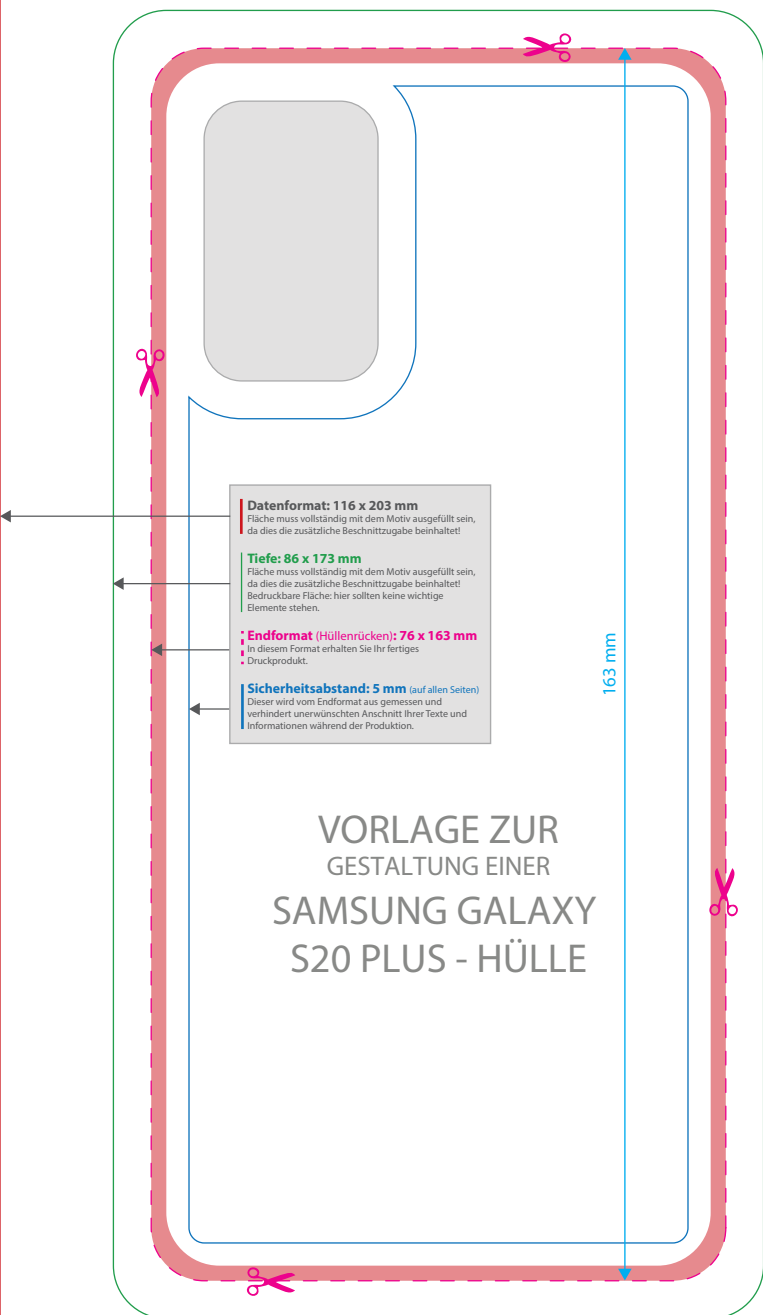 Datenformat: 116 x 203 mm
Fläche muss vollständig mit dem Motiv ausgefüllt sein,
da dies die zusätzliche Beschnittzugabe beinhaltet!
Tiefe: 86 x 173 mm
Fläche muss vollständig mit dem Motiv ausgefüllt sein,
da dies die zusätzliche Beschnittzugabe beinhaltet!
Bedruckbare Fläche: hier sollten keine wichtige
Elemente stehen.
Endformat (Hüllenrücken): 76 x 163 mm
In diesem Format erhalten Sie Ihr fertiges
Druckprodukt.
Sicherheitsabstand: 5 mm (auf allen Seiten)
Dieser wird vom Endformat aus gemessen und
verhindert unerwünschten Anschnitt Ihrer Texte und
Informationen während der Produktion.
163 mm
VORLAGE ZUR
GESTALTUNG EINER
SAMSUNG GALAXY
S20 PLUS - HÜLLE